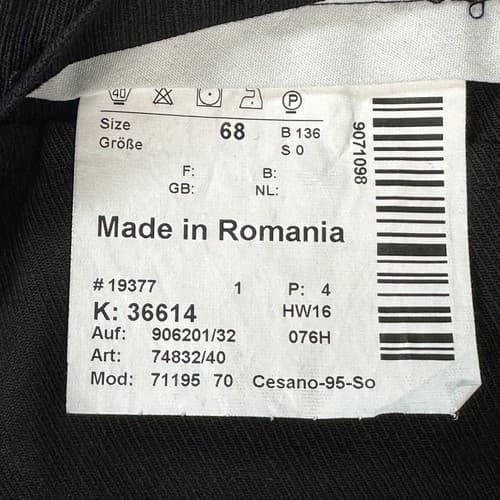 40 P
Size 68 B 136
Größe S 0
F: B:
GB: NL:
Made in Romania
# 19377 1 P: 4
K: 36614 HW16
Auf: 906201/32 076H
Art: 74832/40
Mod: 71195 70 Cesano-95-So
9071098